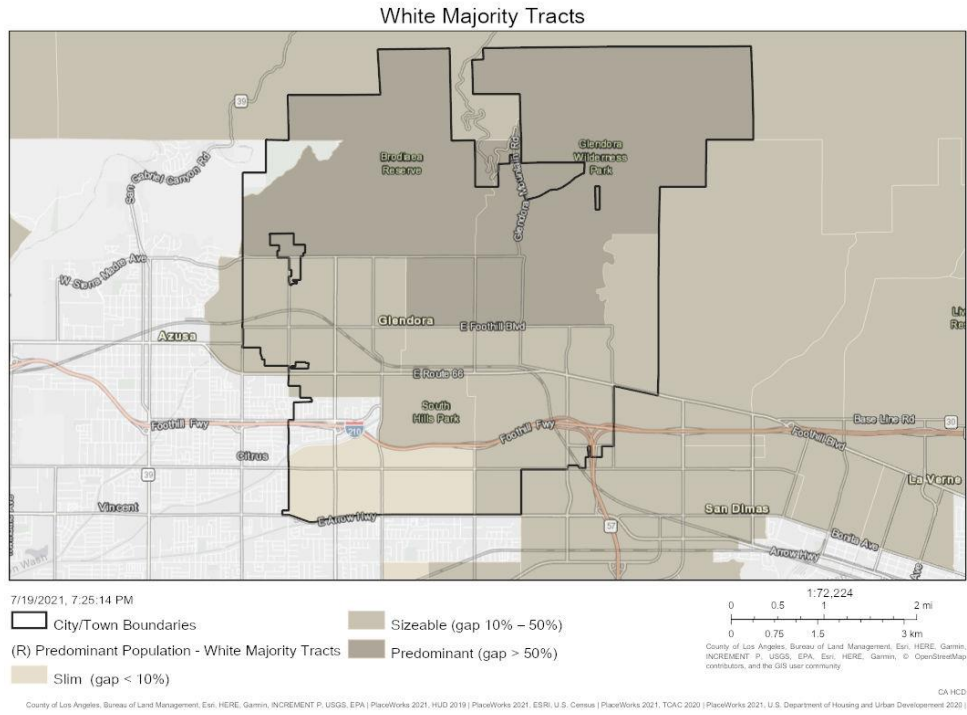 White Majority Tracts
39
San Gabriel Canyon Rd
Brodiaea
Reserve
Glendora
Wilderness
Park
Glendora Mountain Rd
W Sierra Madre Ave
Glendora
E Foothill Blvd
Azusa
E Route 66
South
Hills Park
Foothill Fwy
210
Foothill Fwy
Base Line Rd
30
Foothill Blvd
Citrus
39
La Verne
Vincent
E Arrow Hwy
San Dimas
57
Bonita Ave
Arrow Hwy
Ave
7/19/2021, 7:25:14 PM
City/Town Boundaries
(R) Predominant Population - White Majority Tracts
Slim (gap < 10%)
Sizeable (gap 10% – 50%)
Predominant (gap > 50%)
1:72,224
0 0.5 1 2 mi
0 0.75 1.5 3 km
County of Los Angeles, Bureau of Land Management, Esri, HERE, Garmin,
INCREMENT P, USGS, EPA, Esri, HERE, Garmin, © OpenStreetMap
contributors, and the GIS user community
CA HCD
County of Los Angeles, Bureau of Land Management, Esri, HERE, Garmin, INCREMENT P, USGS, EPA | PlaceWorks 2021, HUD 2019 | PlaceWorks 2021, ESRI, U.S. Census | PlaceWorks 2021, TCAC 2020 | PlaceWorks 2021, U.S. Department of Housing and Urban Developement 2020 |